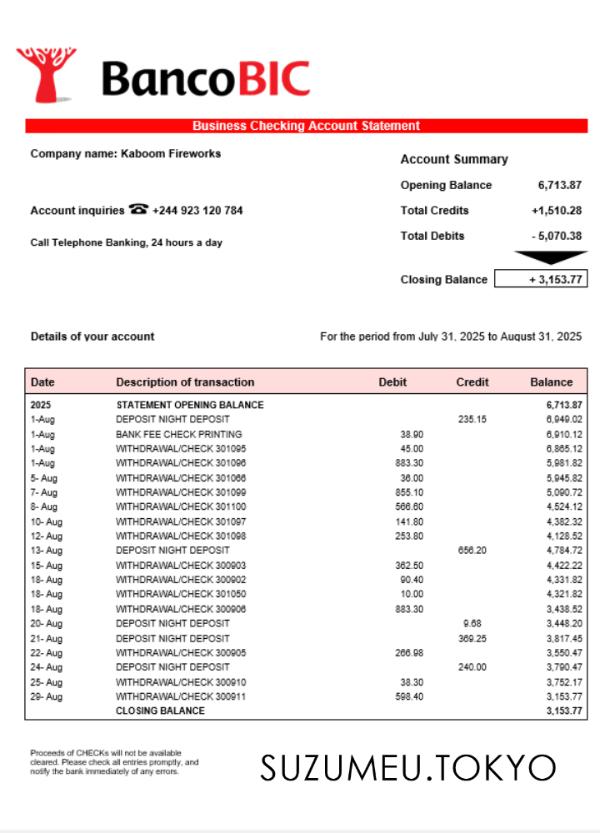 BancoBIC
Business Checking Account Statement
Company name: Kaboom Fireworks
Account inquiries ☎ +244 923 120 784
Call Telephone Banking, 24 hours a day
Account Summary
Opening Balance 6,713.87
Total Credits +1,510.28
Total Debits - 5,070.38
Closing Balance + 3,153.77
Details of your account For the period from July 31, 2025 to August 31, 2025
Date Description of transaction Debit Credit Balance
2025 STATEMENT OPENING BALANCE 6,713.87
1-Aug DEPOSIT NIGHT DEPOSIT 235.15 6,949.02
1-Aug BANK FEE CHECK PRINTING 38.90 6,910.12
1-Aug WITHDRAWAL/CHECK 301095 45.00 6,865.12
1-Aug WITHDRAWAL/CHECK 301096 883.30 5,981.82
5- Aug WITHDRAWAL/CHECK 301066 36.00 5,945.82
7- Aug WITHDRAWAL/CHECK 301099 855.10 5,090.72
8- Aug WITHDRAWAL/CHECK 301100 566.60 4,524.12
10- Aug WITHDRAWAL/CHECK 301097 141.80 4,382.32
12- Aug WITHDRAWAL/CHECK 301098 253.80 4,128.52
13- Aug DEPOSIT NIGHT DEPOSIT 656.20 4,784.72
15- Aug WITHDRAWAL/CHECK 300903 362.50 4,422.22
18- Aug WITHDRAWAL/CHECK 300902 90.40 4,331.82
18- Aug WITHDRAWAL/CHECK 301050 10.00 4,321.82
18- Aug WITHDRAWAL/CHECK 300906 883.30 3,438.52
20- Aug DEPOSIT NIGHT DEPOSIT 9.68 3,448.20
21- Aug DEPOSIT NIGHT DEPOSIT 369.25 3,817.45
22- Aug WITHDRAWAL/CHECK 300905 266.98 3,550.47
24- Aug DEPOSIT NIGHT DEPOSIT 240.00 3,790.47
25- Aug WITHDRAWAL/CHECK 300910 38.30 3,752.17
29- Aug WITHDRAWAL/CHECK 300911 598.40 3,153.77
CLOSING BALANCE 3,153.77
Proceeds of CHECKs will not be available
cleared. Please check all entries promptly, and
notify the bank immediately of any errors.
SUZUMEU.TOKYO